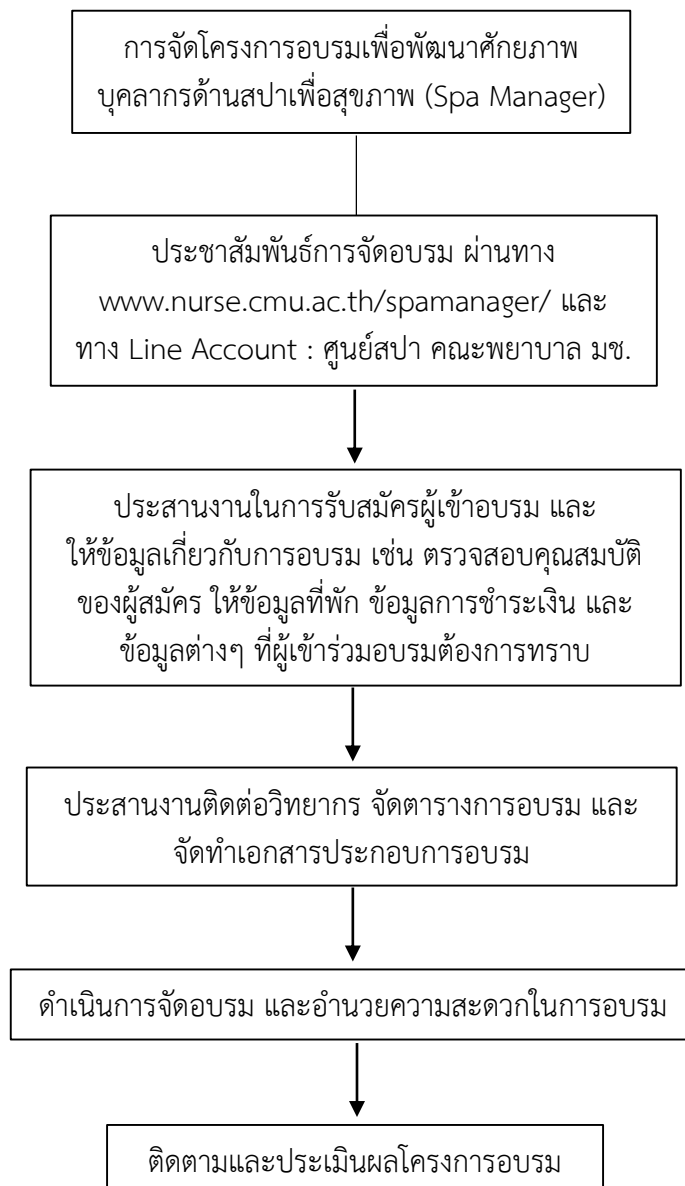 การจัดโครงการอบรมเพื่อพัฒนาศักยภาพ
บุคลากรด้านสปาเพื่อสุขภาพ (Spa Manager)
ประชาสัมพันธ์การจัดอบรม ผ่านทาง
www.nurse.cmu.ac.th/spamanager/ และ
ทาง Line Account : ศูนย์สปา คณะพยาบาล มช.
ประสานงานในการรับสมัครผู้เข้าอบรม และ
ให้ข้อมูลเกี่ยวกับการอบรม เช่น ตรวจสอบคุณสมบัติ
ของผู้สมัคร ให้ข้อมูลที่พัก ข้อมูลการชำระเงิน และ
ข้อมูลต่างๆ ที่ผู้เข้าร่วมอบรมต้องการทราบ
ประสานงานติดต่อวิทยากร จัดตารางการอบรม และ
จัดทำเอกสารประกอบการอบรม
ดำเนินการจัดอบรม และอำนวยความสะดวกในการอบรม
ติดตามและประเมินผลโครงการอบรม